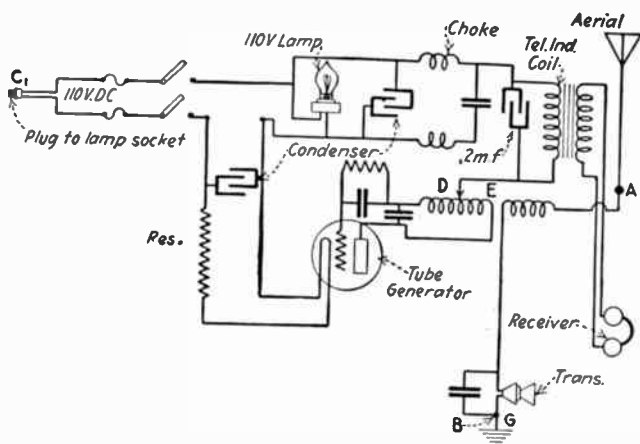 Aerial
Choke
110V Lamp
Tel. Ind.
Coil
C₁
110V. DC
Plug to lamp socket
Condenser
.2mf
D
E
A
Res.
Tube
Generator
Receiver
Trans.
B
G